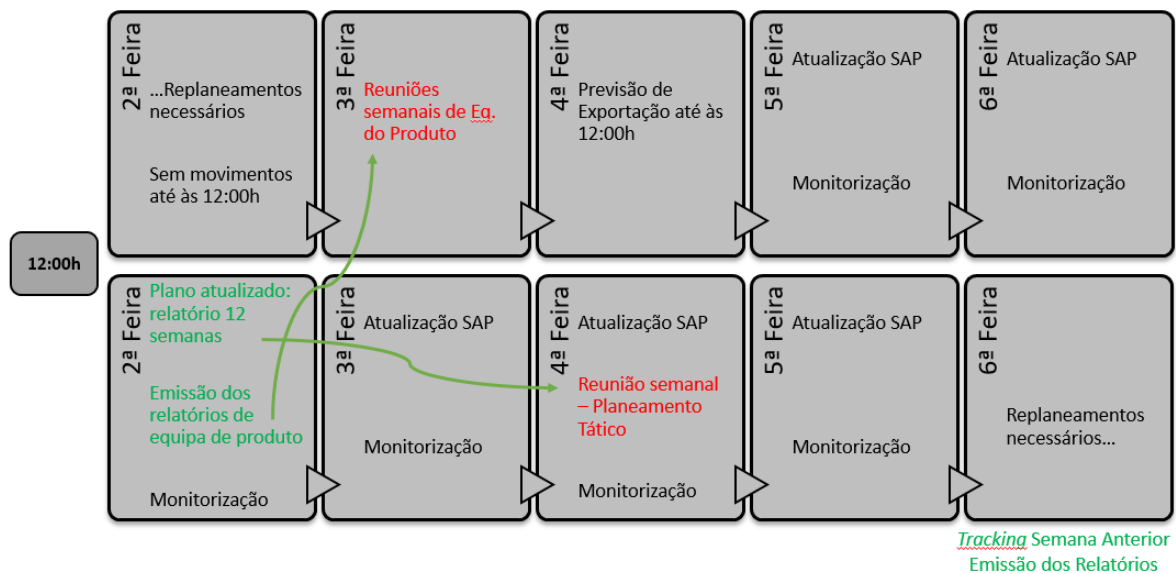 2ª Feira
...Replaneamentos
necessários
Sem movimentos
até às 12:00h
3ª Feira
Reuniões
semanais de Eq.
do Produto
4ª Feira
Previsão de
Exportação até às
12:00h
5ª Feira
Atualização SAP
Monitorização
6ª Feira
Atualização SAP
Monitorização
12:00h
2ª Feira
Plano atualizado:
relatório 12
semanas
Emissão dos
relatórios de
equipa de produto
Monitorização
3ª Feira
Atualização SAP
Monitorização
4ª Feira
Atualização SAP
Reunião semanal
– Planeamento
Tático
Monitorização
5ª Feira
Atualização SAP
Monitorização
6ª Feira
Replaneamentos
necessários...
Tracking Semana Anterior
Emissão dos Relatórios